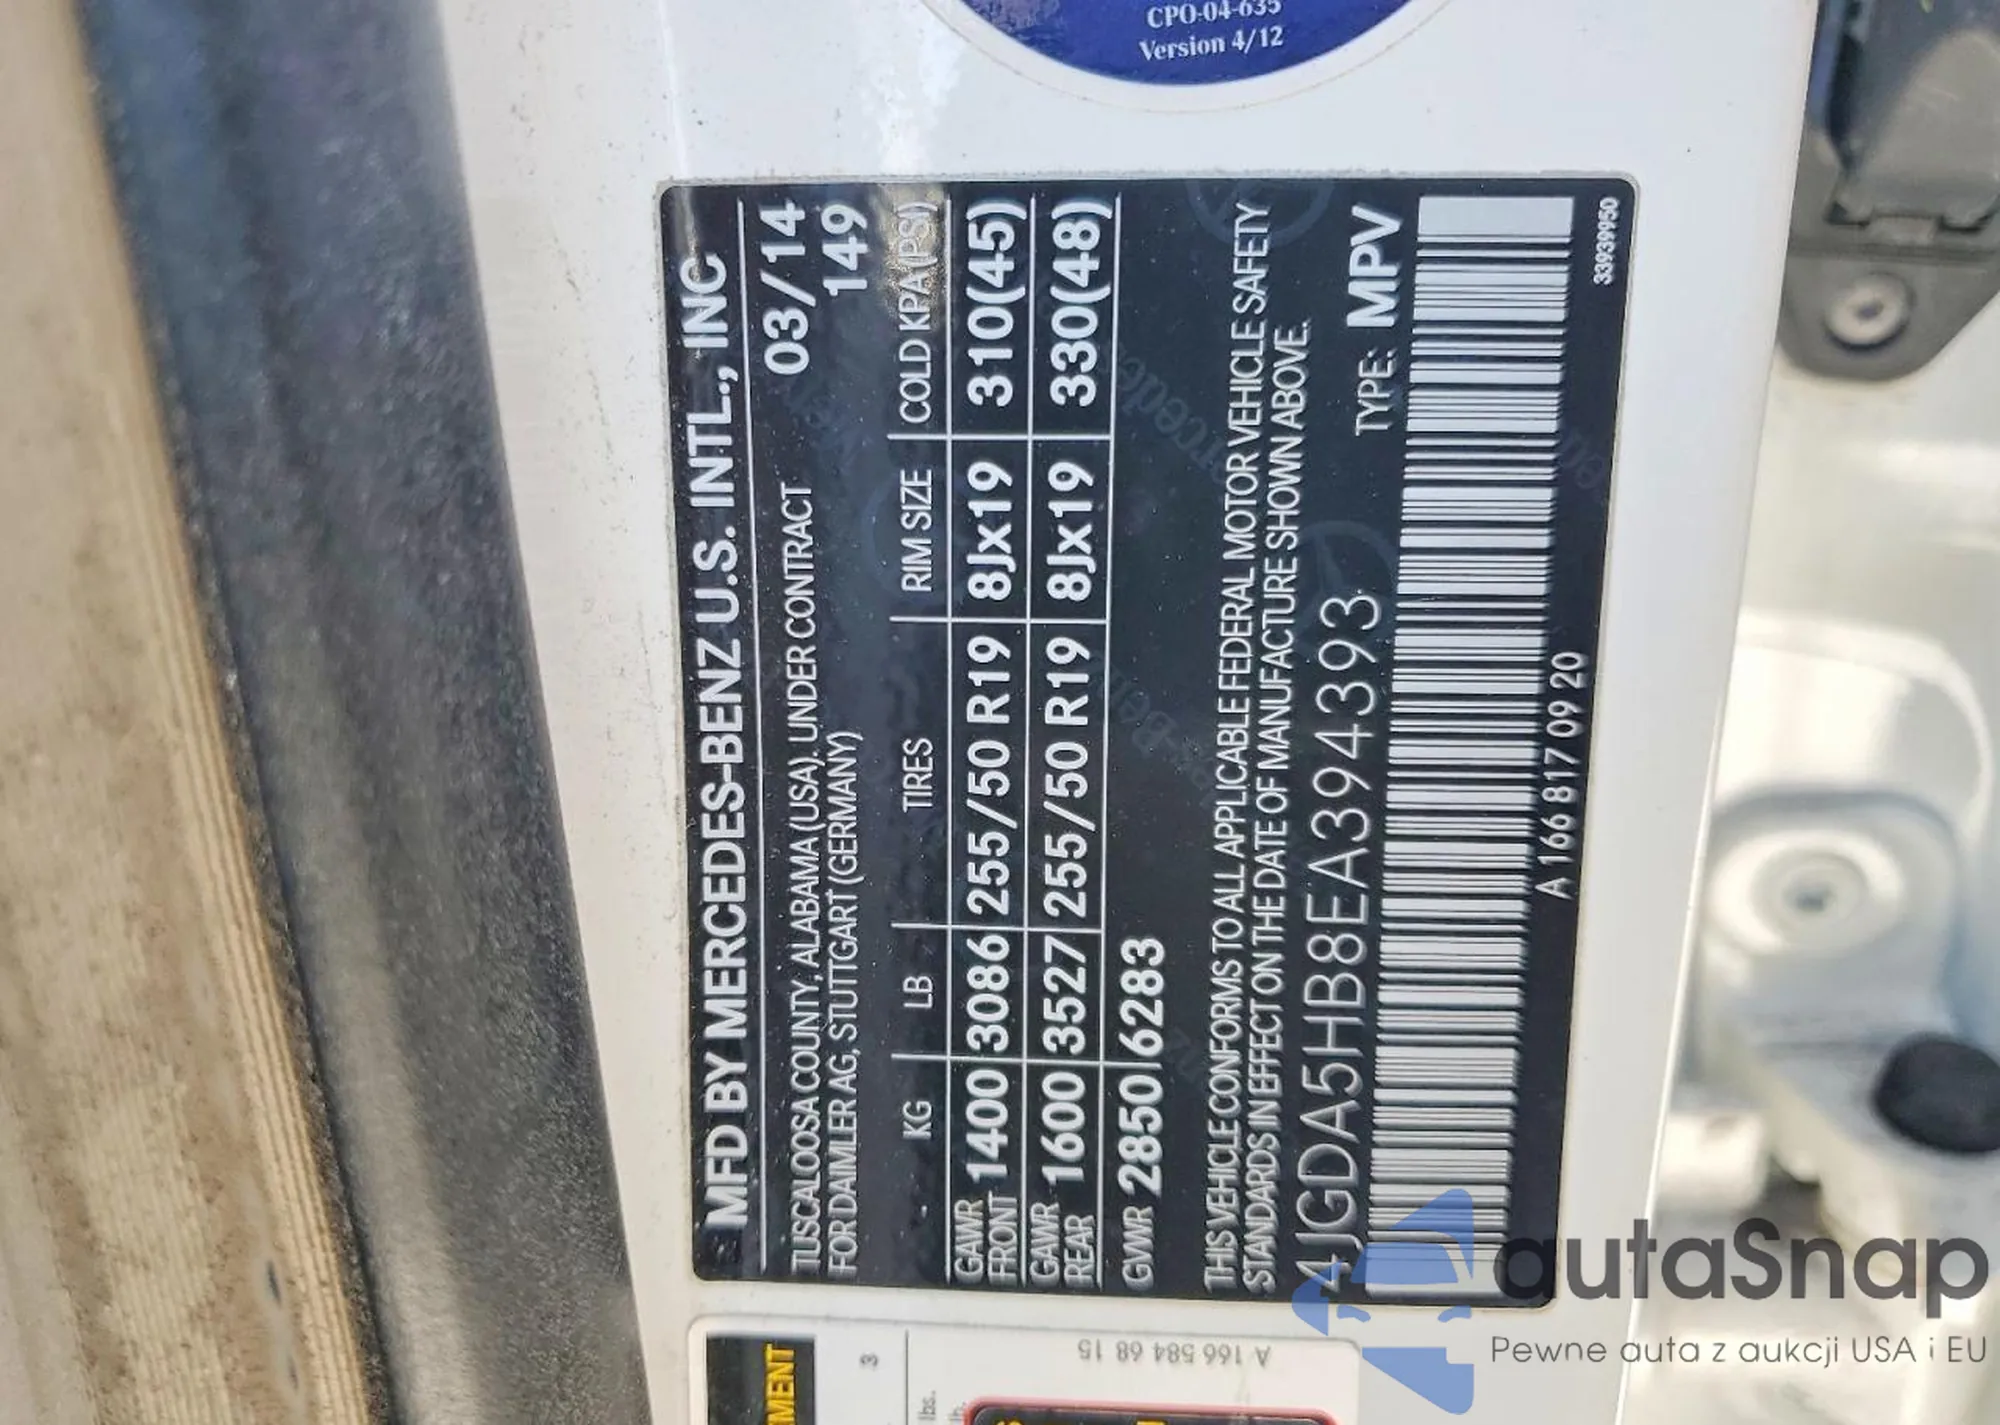 CPO-04-635
Version 4/12
MFD BY MERCEDES-BENZ U.S. INTL., INC
TUSCALOOSA COUNTY, ALABAMA (USA). UNDER CONTRACT 03/14
FOR DAIMLER AG, STUTTGART (GERMANY) 149
KG LB TIRES RIM SIZE COLD KPA(PSI)
GAWR FRONT 1400 3086 255/50 R19 8Jx19 310(45)
GAWR REAR 1600 3527 255/50 R19 8Jx19 330(48)
GVWR 2850 6283
THIS VEHICLE CONFORMS TO ALL APPLICABLE FEDERAL MOTOR VEHICLE SAFETY
STANDARDS IN EFFECT ON THE DATE OF MANUFACTURE SHOWN ABOVE.
4JGDA5HB8EA394393 TYPE: MPV
A 166 817 09 20
33939950
A 166 584 68 15
3
lbs.
lb.
autaSnap
Pewne auta z aukcji USA i EU